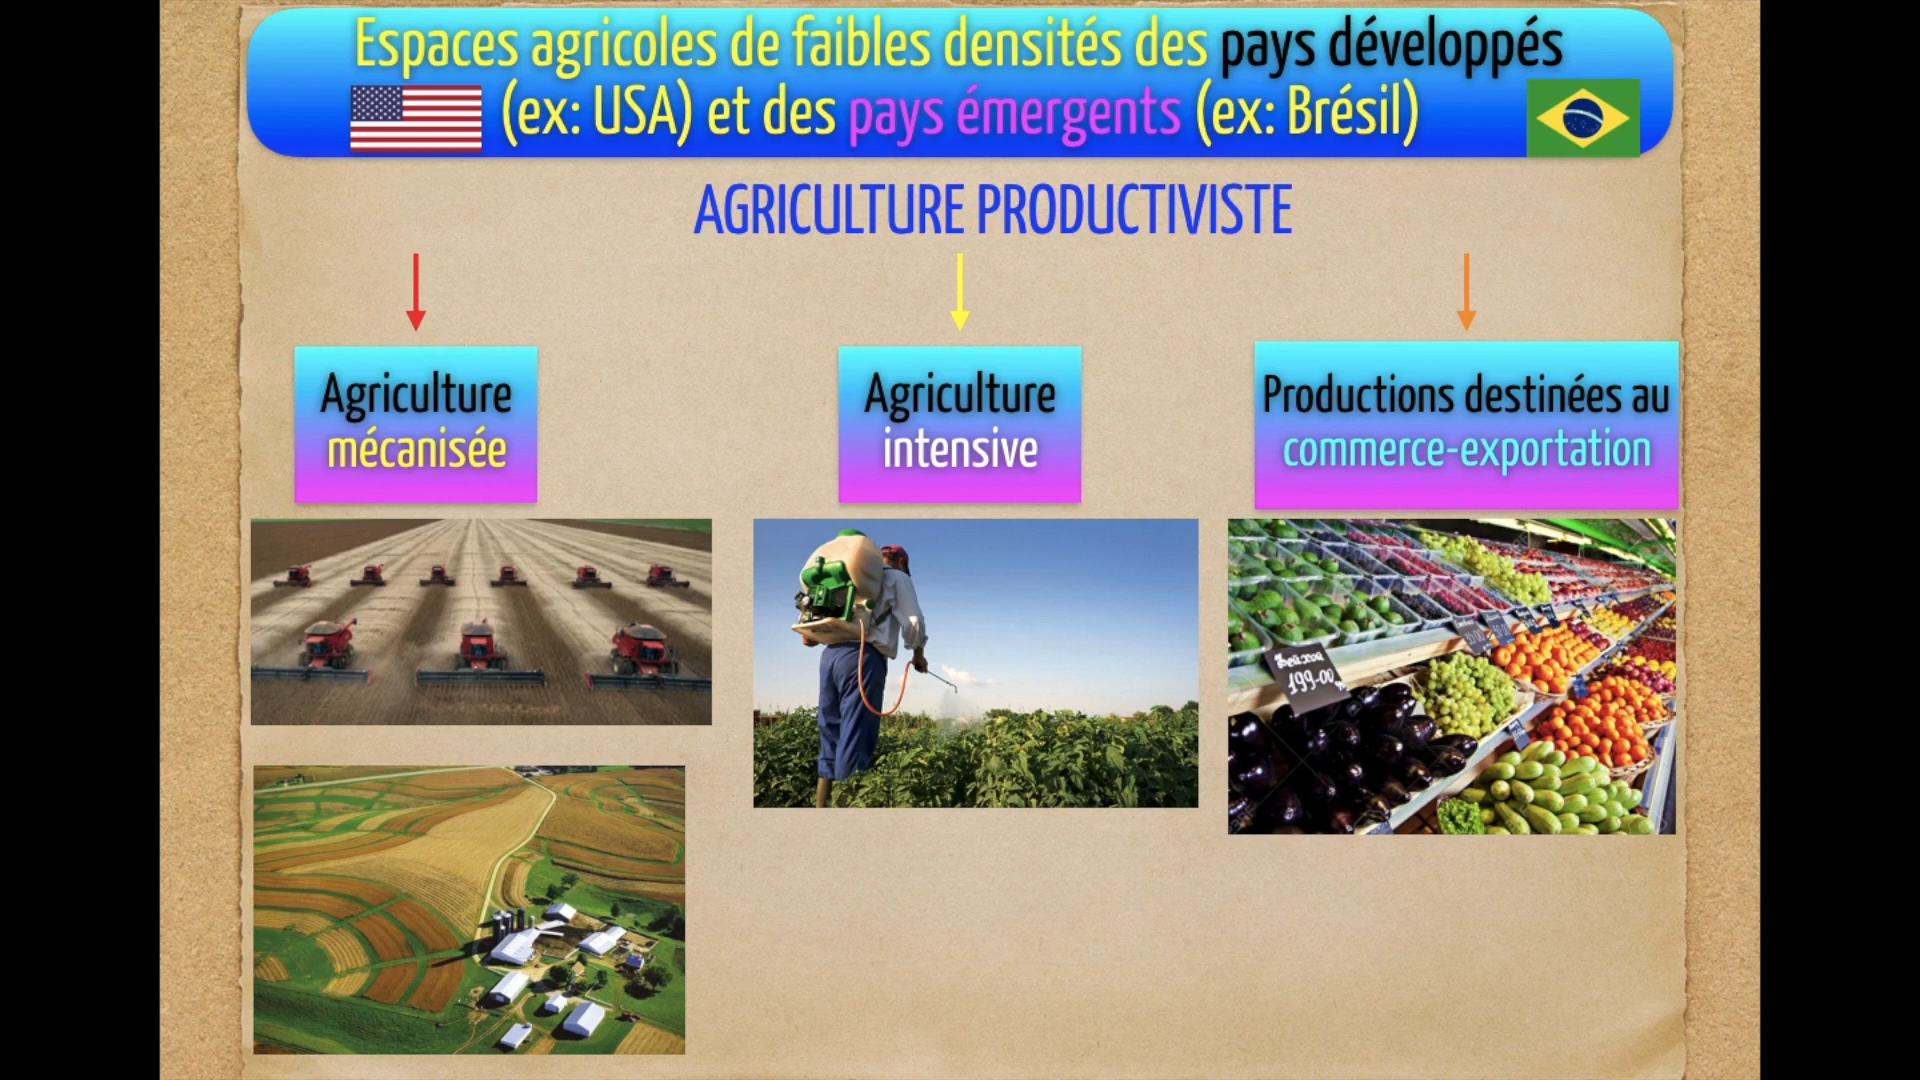 Espaces agricoles de faibles densités des pays développés
(ex: USA) et des pays émergents (ex: Brésil)
AGRICULTURE PRODUCTIVISTE
Agriculture
mécanisée
Agriculture
intensive
Productions destinées au
commerce-exportation
199-00